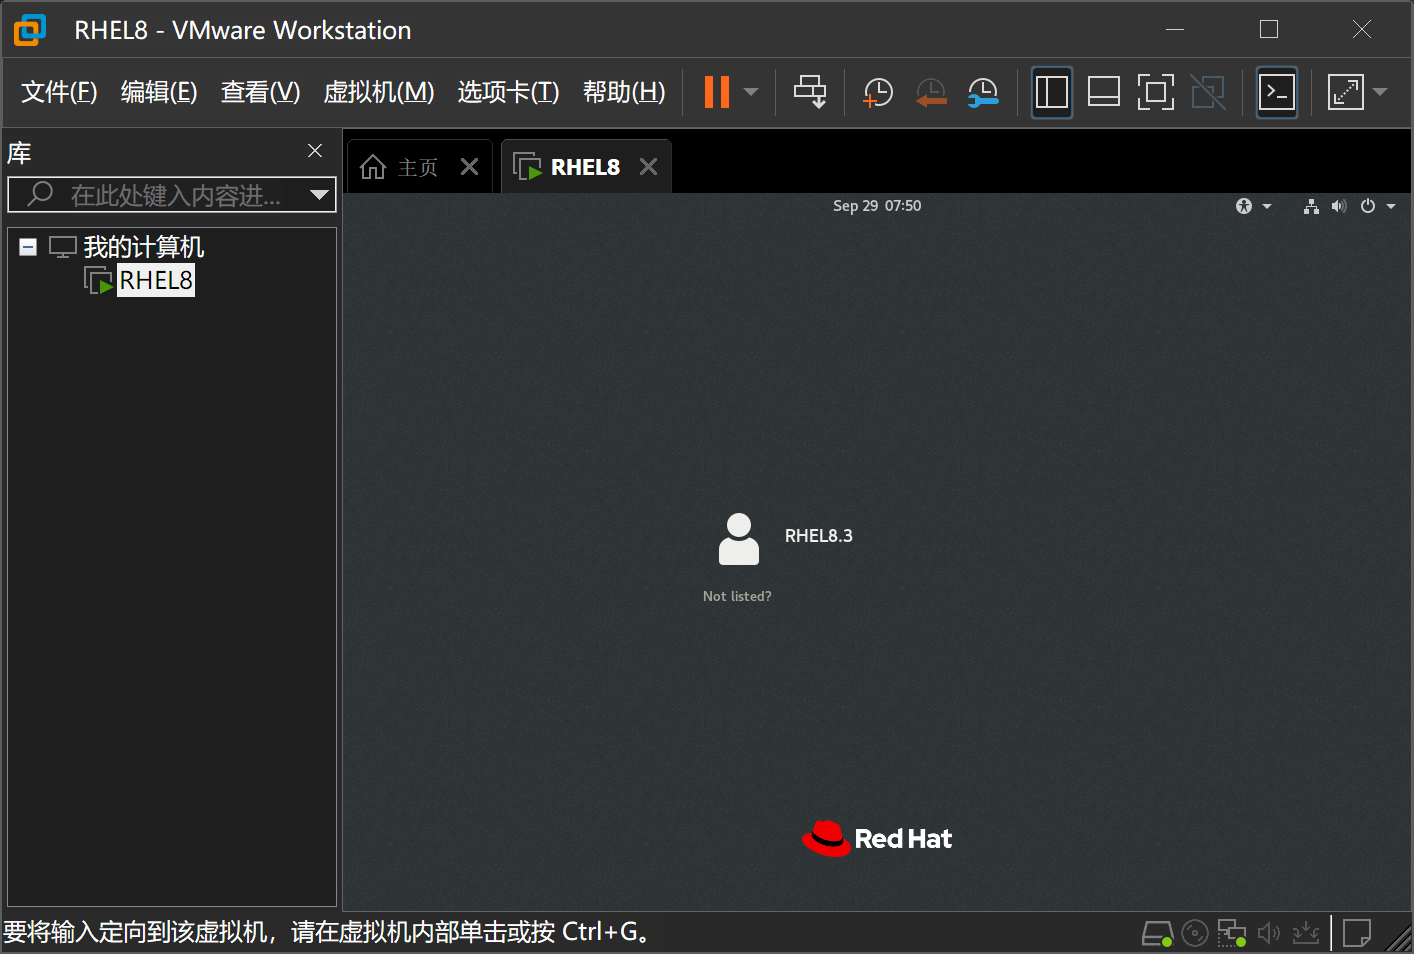 RHEL8 - VMware Workstation
文件(F) 编辑(E) 查看(V) 虚拟机(M) 选项卡(T) 帮助(H)
库
在此处键入内容进...
我的计算机
RHEL8
主页 RHEL8
Sep 29 07:50
RHEL8.3
Not listed?
Red Hat
要将输入定向到该虚拟机，请在虚拟机内部单击或按 Ctrl+G。